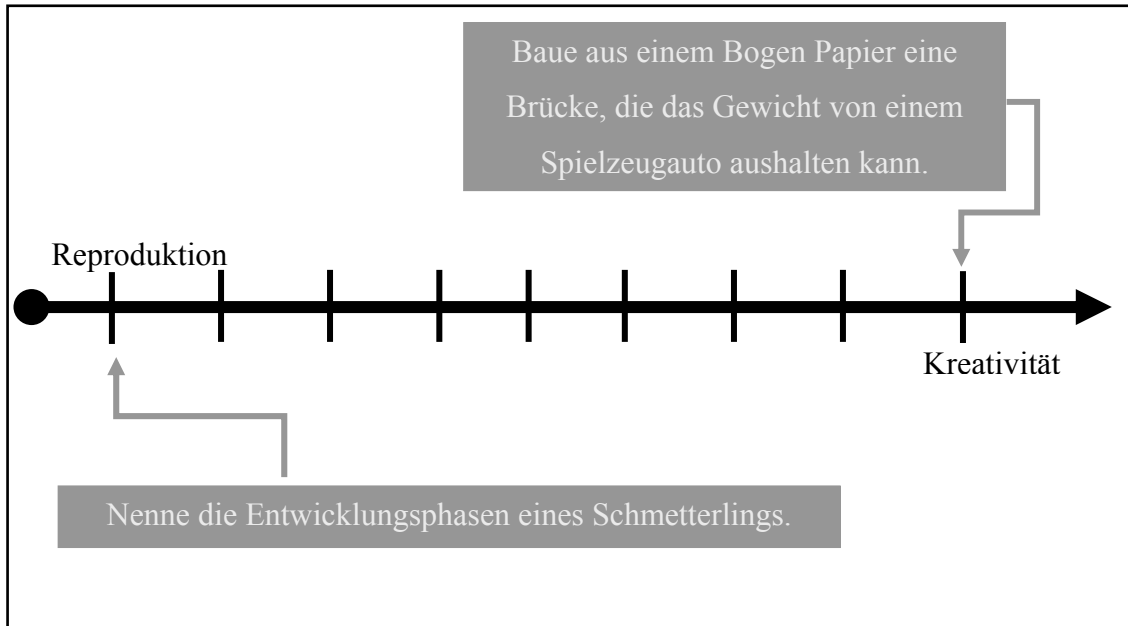 Baue aus einem Bogen Papier eine
Brücke, die das Gewicht von einem
Spielzeugauto aushalten kann.
Reproduktion
Kreativität
Nenne die Entwicklungsphasen eines Schmetterlings.